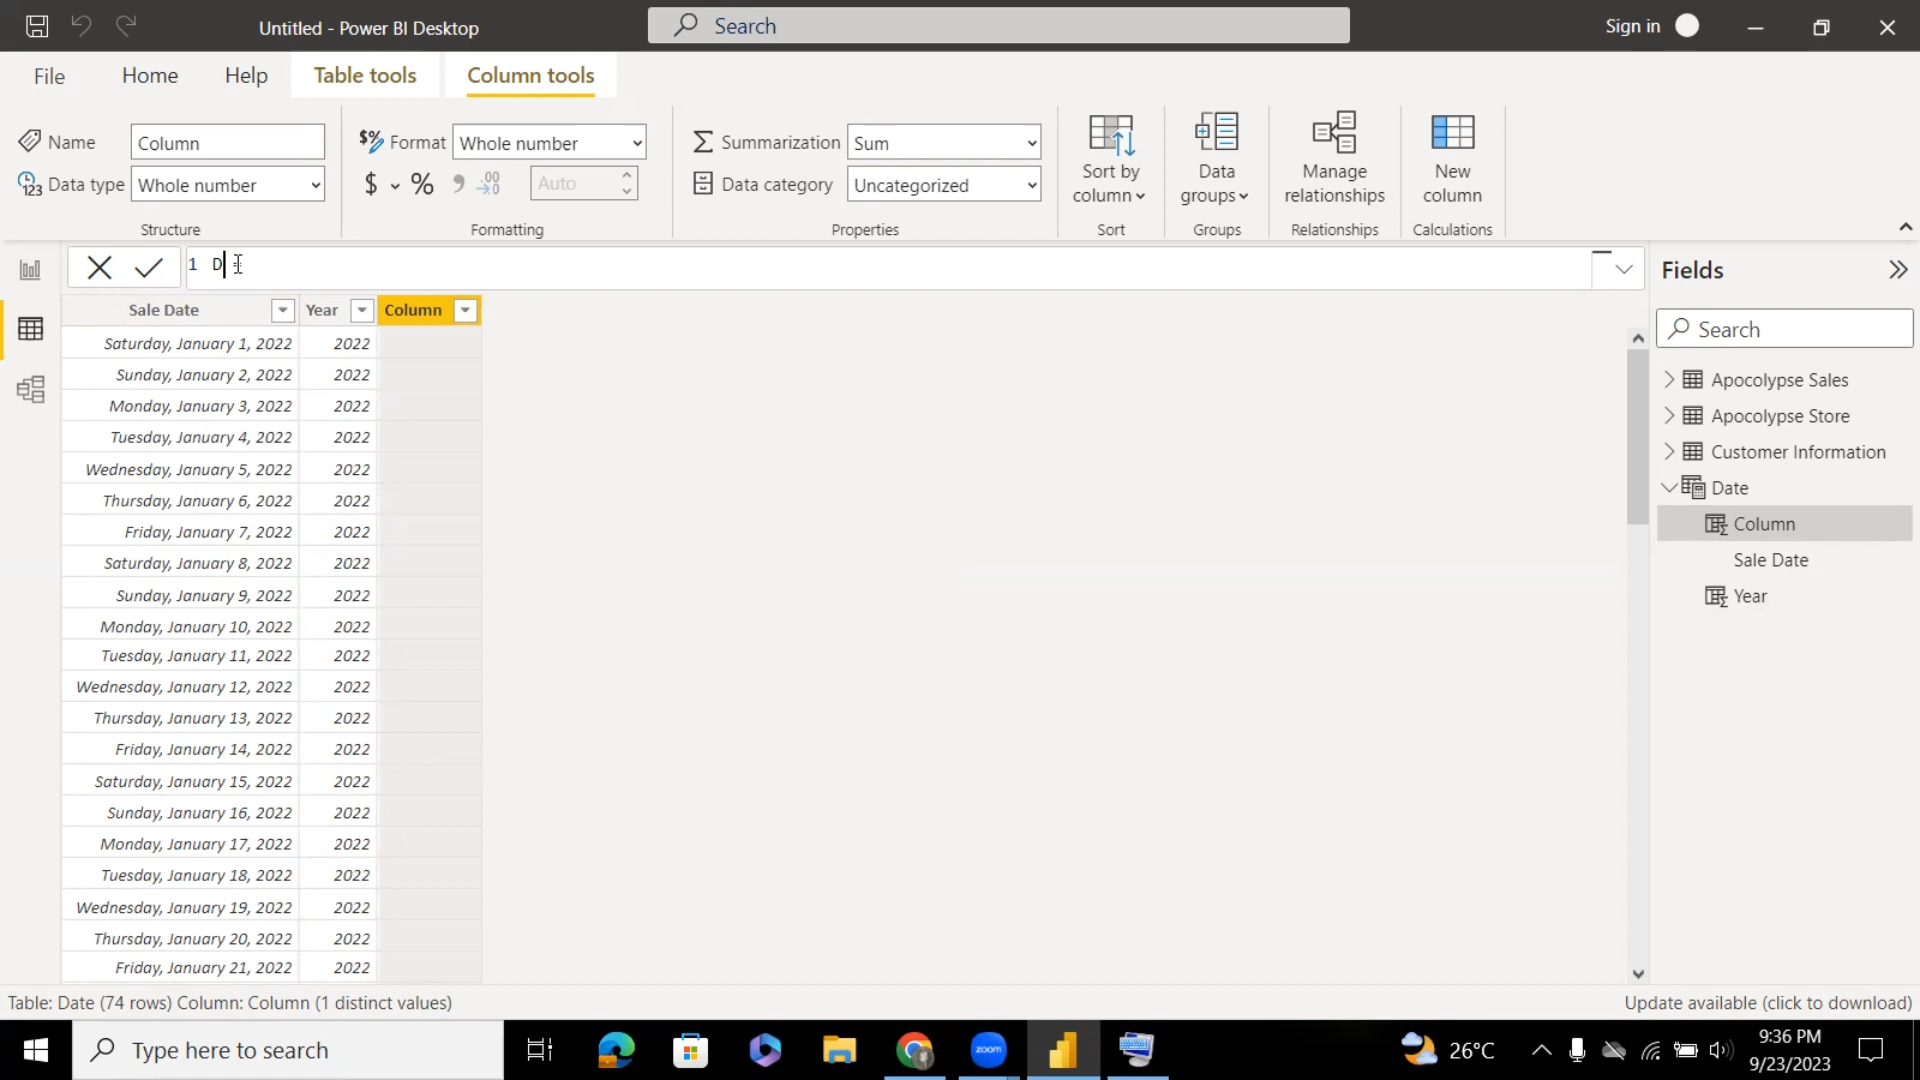 Untitled - Power BI Desktop
Search
Sign in
File
Home
Help
Table tools
Column tools
Name
Column
Data type
Whole number
Structure
Format
Whole number
$ % 9 .00
Auto
Formatting
Summarization
Sum
Data category
Uncategorized
Properties
Sort by
column
Sort
Data
groups
Groups
Manage
relationships
Relationships
New
column
Calculations
1 D
Fields
Search
Apocolypse Sales
Apocolypse Store
Customer Information
Date
Column
Sale Date
Year
Sale Date Year Column
Saturday, January 1, 2022 2022
Sunday, January 2, 2022 2022
Monday, January 3, 2022 2022
Tuesday, January 4, 2022 2022
Wednesday, January 5, 2022 2022
Thursday, January 6, 2022 2022
Friday, January 7, 2022 2022
Saturday, January 8, 2022 2022
Sunday, January 9, 2022 2022
Monday, January 10, 2022 2022
Tuesday, January 11, 2022 2022
Wednesday, January 12, 2022 2022
Thursday, January 13, 2022 2022
Friday, January 14, 2022 2022
Saturday, January 15, 2022 2022
Sunday, January 16, 2022 2022
Monday, January 17, 2022 2022
Tuesday, January 18, 2022 2022
Wednesday, January 19, 2022 2022
Thursday, January 20, 2022 2022
Friday, January 21, 2022 2022
Table: Date (74 rows) Column: Column (1 distinct values)
Update available (click to download)
Type here to search
zoom
26°C
9:36 PM
9/23/2023